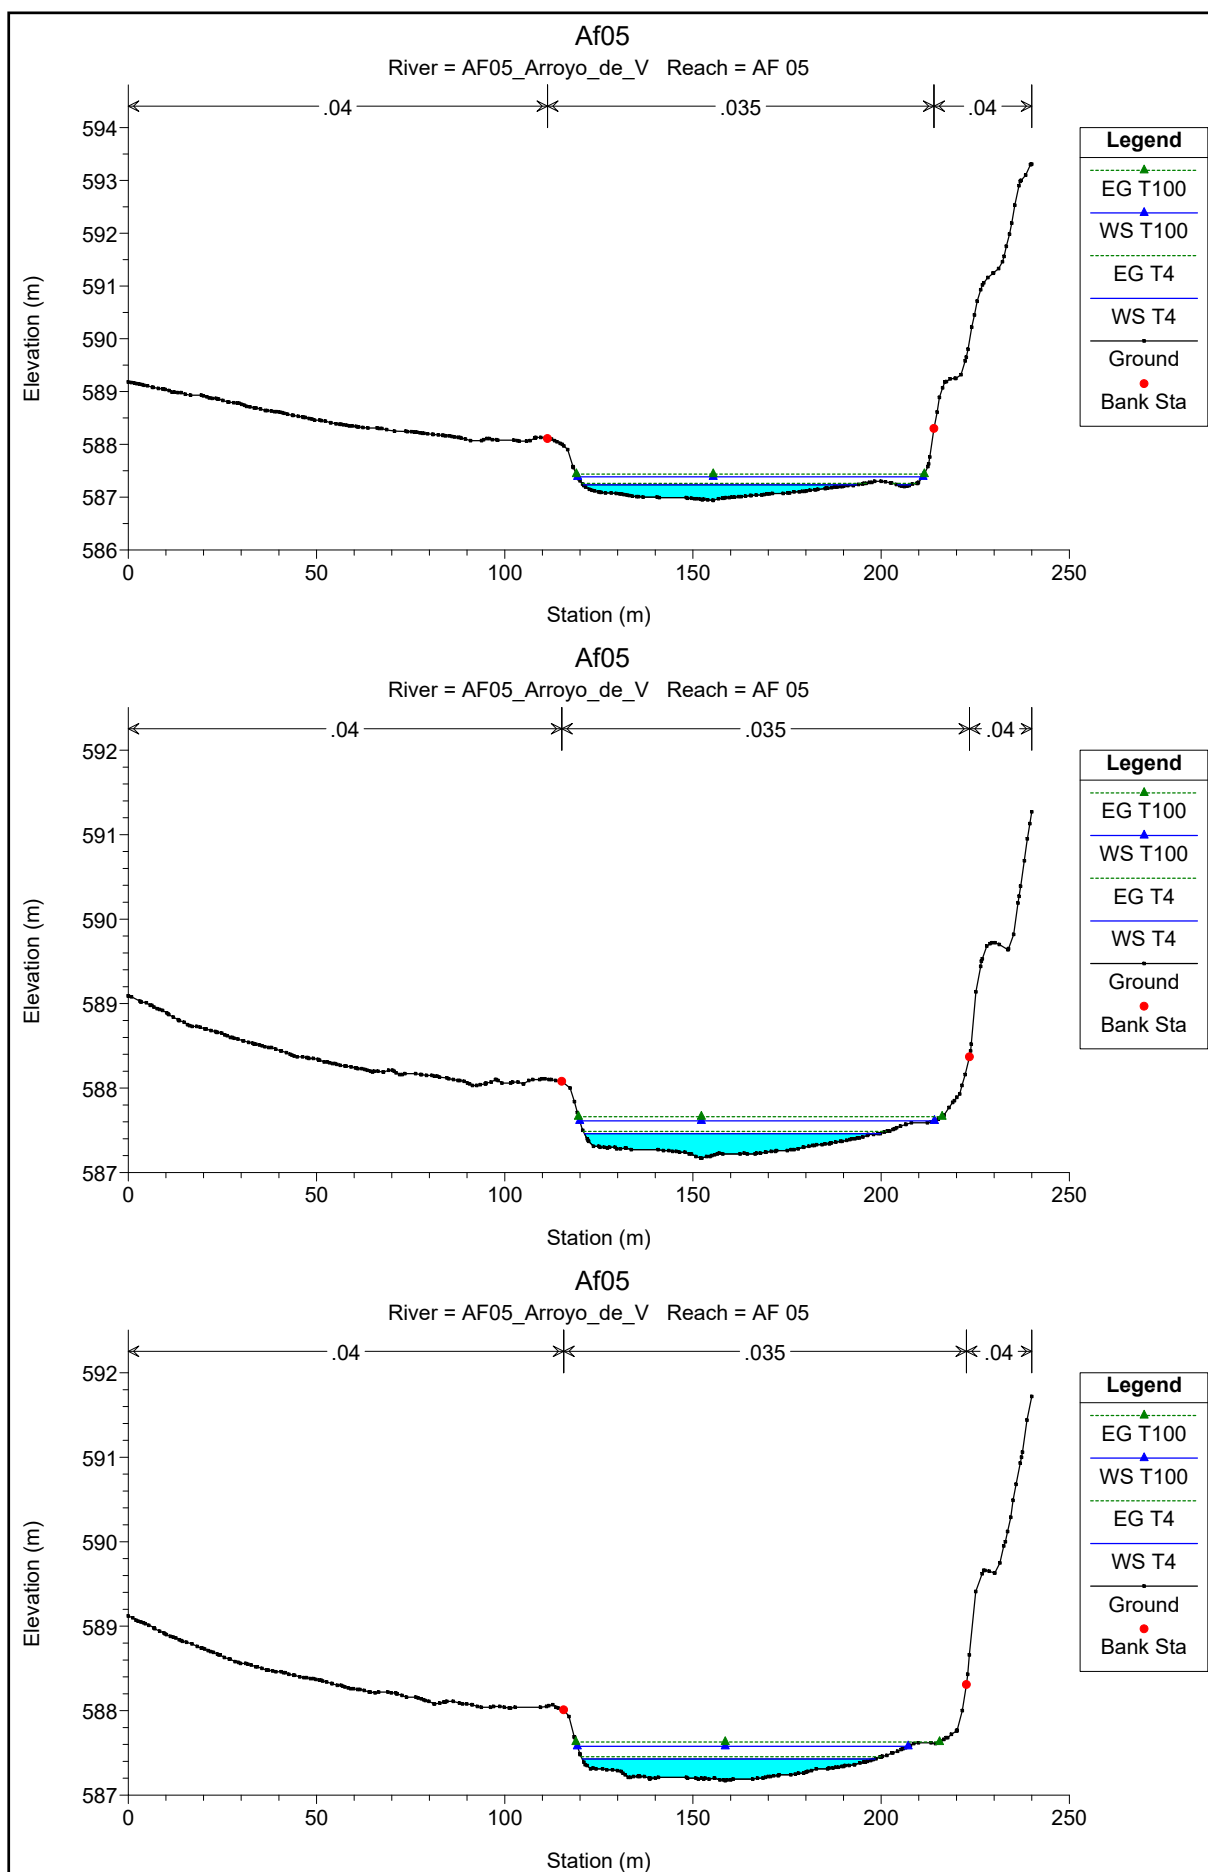 Af05
River = AF05_Arroyo_de_V Reach = AF 05
.04 .035 .04
594
593
592
591
590
589
588
587
586
Elevation (m)
0 50 100 150 200 250
Station (m)
Legend
EG T100
WS T100
EG T4
WS T4
Ground
Bank Sta
Af05
River = AF05_Arroyo_de_V Reach = AF 05
.04 .035 .04
592
591
590
589
588
587
Elevation (m)
0 50 100 150 200 250
Station (m)
Legend
EG T100
WS T100
EG T4
WS T4
Ground
Bank Sta
Af05
River = AF05_Arroyo_de_V Reach = AF 05
.04 .035 .04
592
591
590
589
588
587
Elevation (m)
0 50 100 150 200 250
Station (m)
Legend
EG T100
WS T100
EG T4
WS T4
Ground
Bank Sta